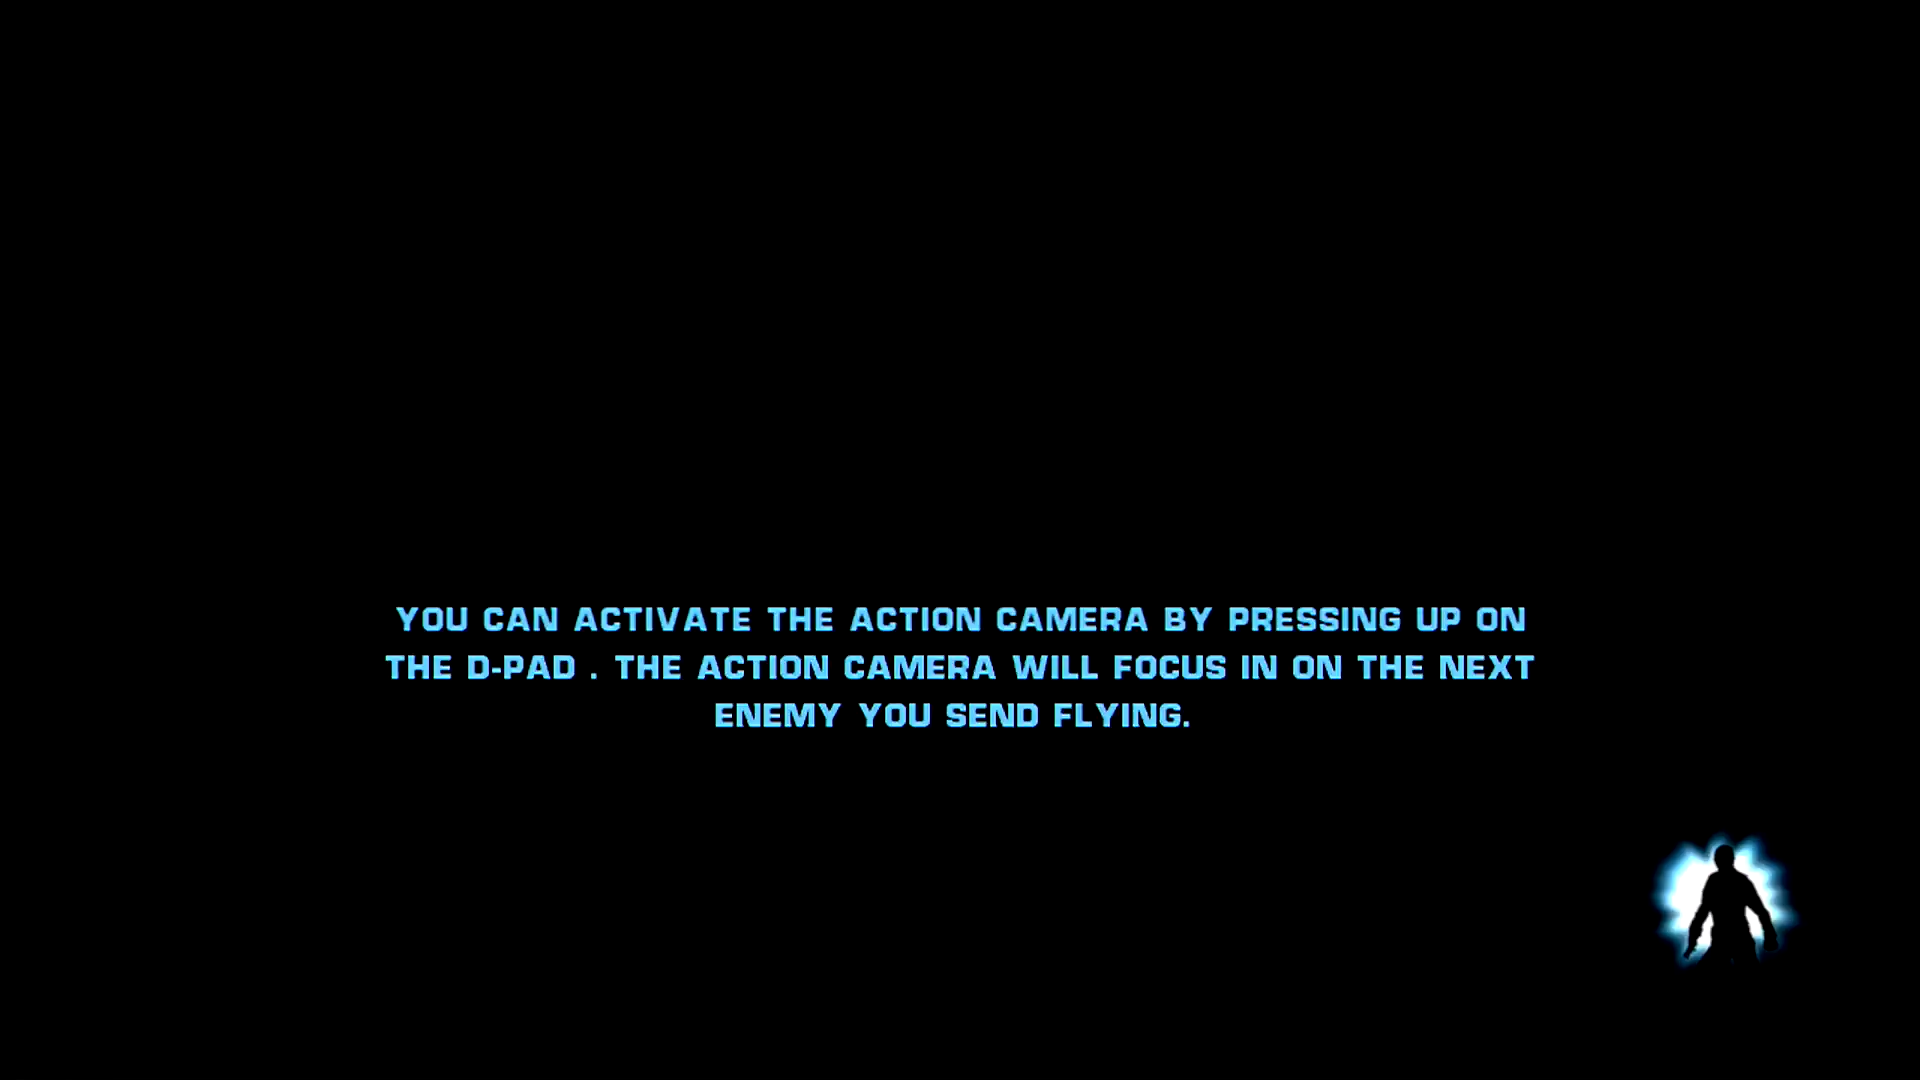 YOU CAN ACTIVATE THE ACTION CAMERA BY PRESSING UP ON
THE D-PAD . THE ACTION CAMERA WILL FOCUS IN ON THE NEXT
ENEMY YOU SEND FLYING.